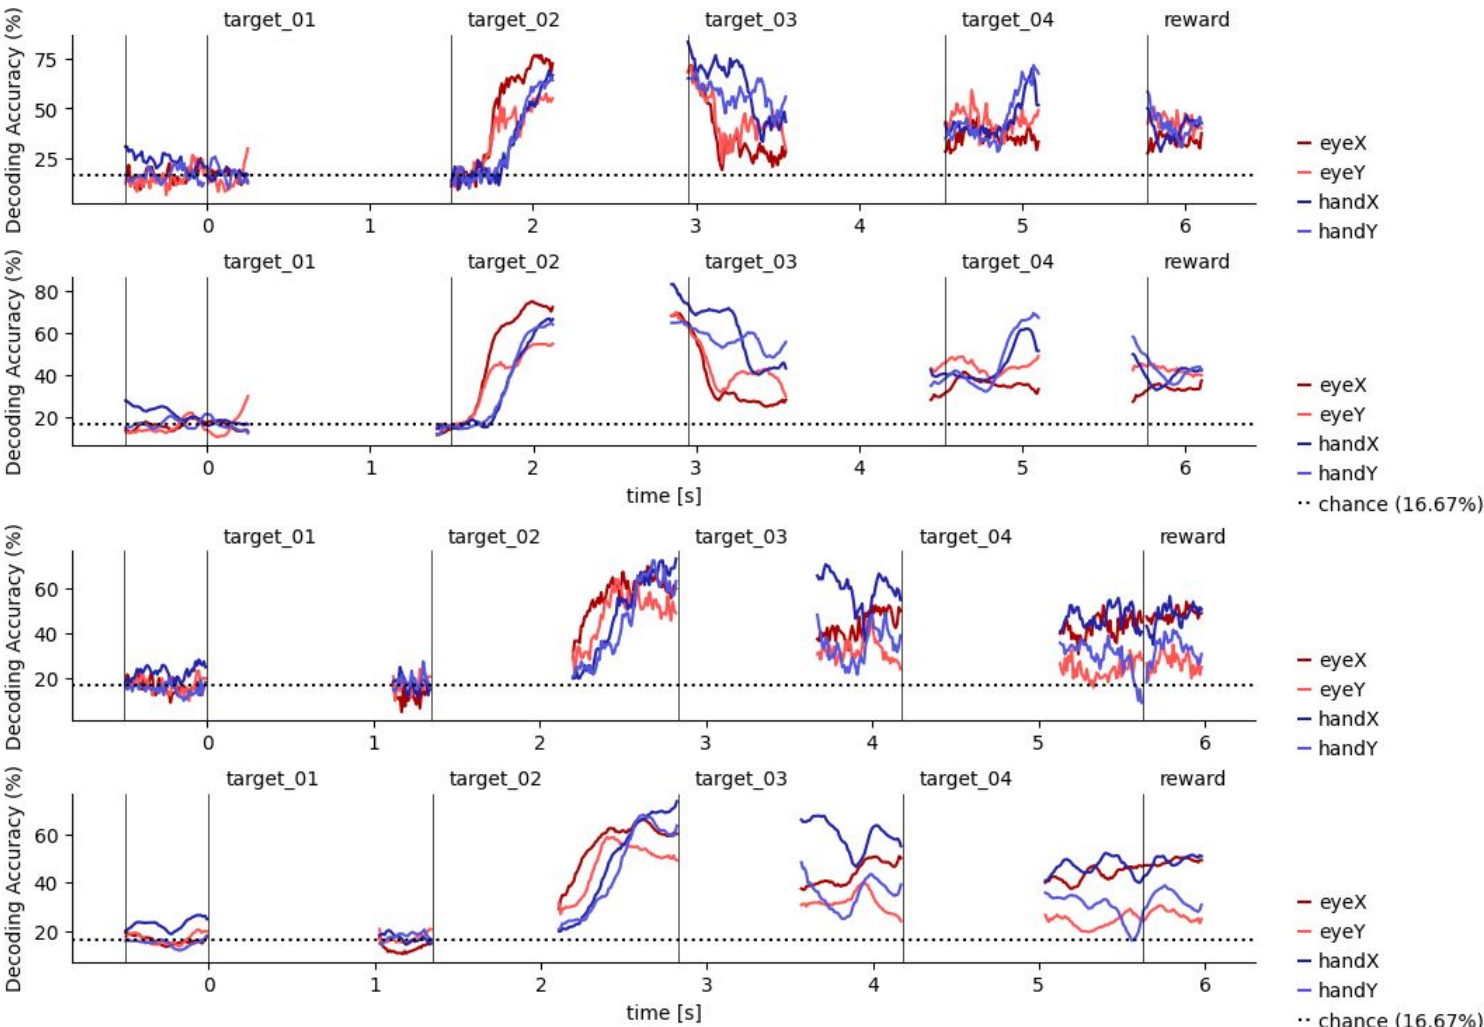 target_01 target_02 target_03 target_04 reward
Decoding Accuracy (%)
75
50
25
0 1 2 3 4 5 6
eyeX
eyeY
handX
handY
target_01 target_02 target_03 target_04 reward
Decoding Accuracy (%)
80
60
40
20
0 1 2 3 4 5 6
time [s]
eyeX
eyeY
handX
handY
chance (16.67%)
target_01 target_02 target_03 target_04 reward
Decoding Accuracy (%)
60
40
20
0 1 2 3 4 5 6
eyeX
eyeY
handX
handY
target_01 target_02 target_03 target_04 reward
Decoding Accuracy (%)
60
40
20
0 1 2 3 4 5 6
time [s]
eyeX
eyeY
handX
handY
chance (16.67%)